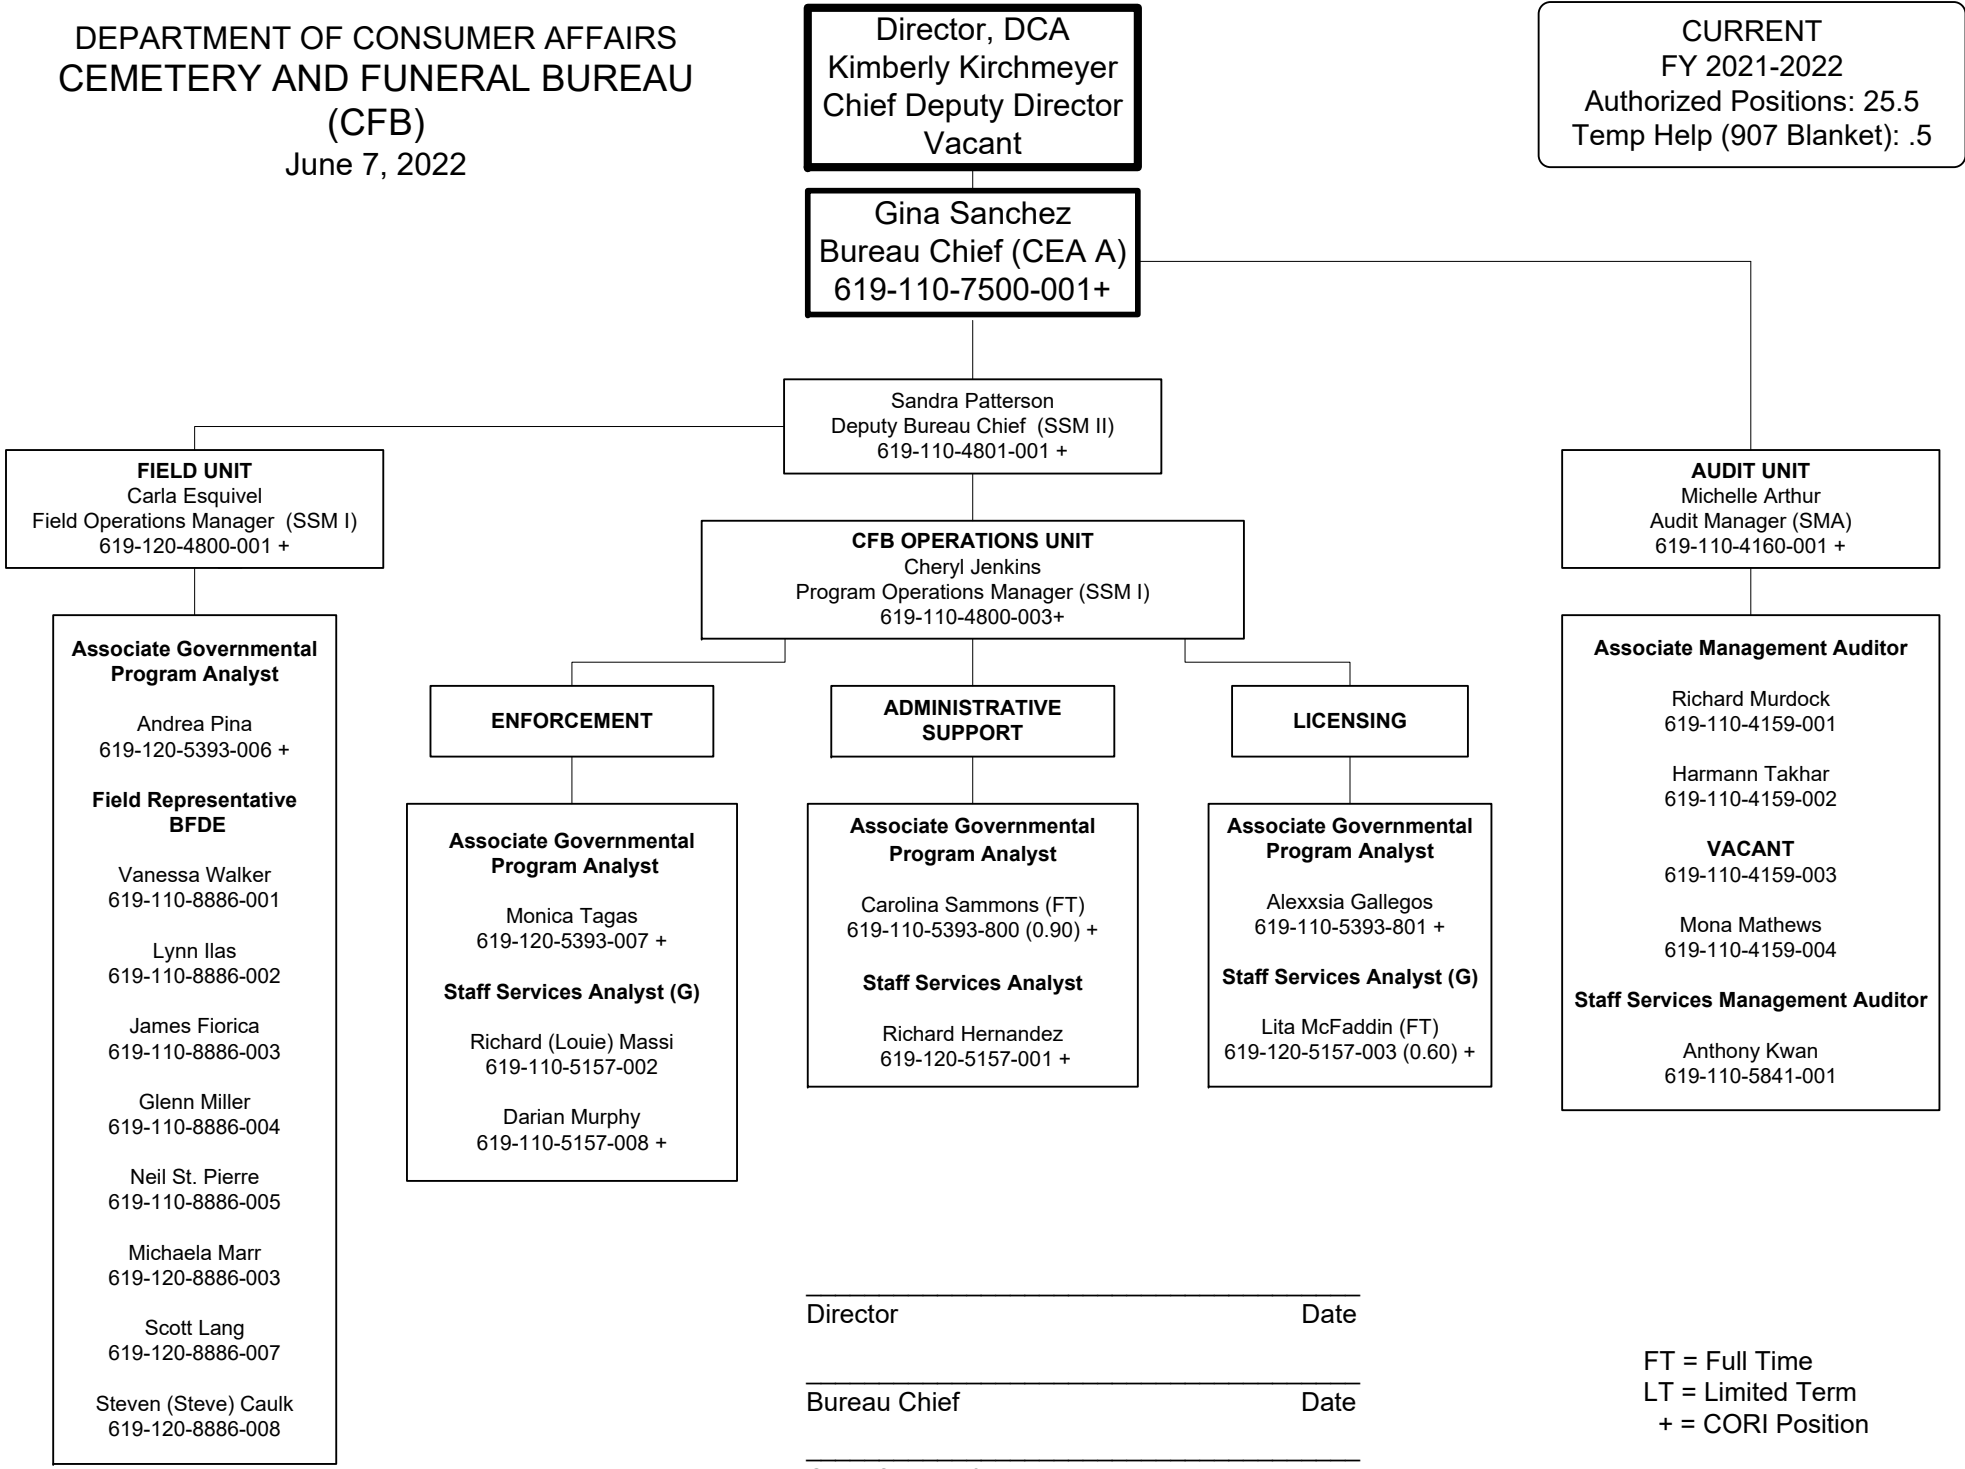 DEPARTMENT OF CONSUMER AFFAIRS
CEMETERY AND FUNERAL BUREAU
(CFB)
June 7, 2022
Director, DCA
Kimberly Kirchmeyer
Chief Deputy Director
Vacant
CURRENT
FY 2021-2022
Authorized Positions: 25.5
Temp Help (907 Blanket): .5
Gina Sanchez
Bureau Chief (CEA A)
619-110-7500-001+
Sandra Patterson
Deputy Bureau Chief (SSM II)
619-110-4801-001 +
FIELD UNIT
Carla Esquivel
Field Operations Manager (SSM I)
619-120-4800-001 +
CFB OPERATIONS UNIT
Cheryl Jenkins
Program Operations Manager (SSM I)
619-110-4800-003+
AUDIT UNIT
Michelle Arthur
Audit Manager (SMA)
619-110-4160-001 +
Associate Governmental
Program Analyst
Andrea Pina
619-120-5393-006 +
Field Representative
BFDE
Vanessa Walker
619-110-8886-001
Lynn Ilas
619-110-8886-002
James Fiorica
619-110-8886-003
Glenn Miller
619-110-8886-004
Neil St. Pierre
619-110-8886-005
Michaela Marr
619-120-8886-003
Scott Lang
619-120-8886-007
Steven (Steve) Caulk
619-120-8886-008
ENFORCEMENT
Associate Governmental
Program Analyst
Monica Tagas
619-120-5393-007 +
Staff Services Analyst (G)
Richard (Louie) Massi
619-110-5157-002
Darian Murphy
619-110-5157-008 +
ADMINISTRATIVE
SUPPORT
Associate Governmental
Program Analyst
Carolina Sammons (FT)
619-110-5393-800 (0.90) +
Staff Services Analyst
Richard Hernandez
619-120-5157-001 +
LICENSING
Associate Governmental
Program Analyst
Alexxsia Gallegos
619-110-5393-801 +
Staff Services Analyst (G)
Lita McFaddin (FT)
619-120-5157-003 (0.60) +
Associate Management Auditor
Richard Murdock
619-110-4159-001
Harmann Takhar
619-110-4159-002
VACANT
619-110-4159-003
Mona Mathews
619-110-4159-004
Staff Services Management Auditor
Anthony Kwan
619-110-5841-001
Director Date
Bureau Chief Date
FT = Full Time
LT = Limited Term
+ = CORI Position